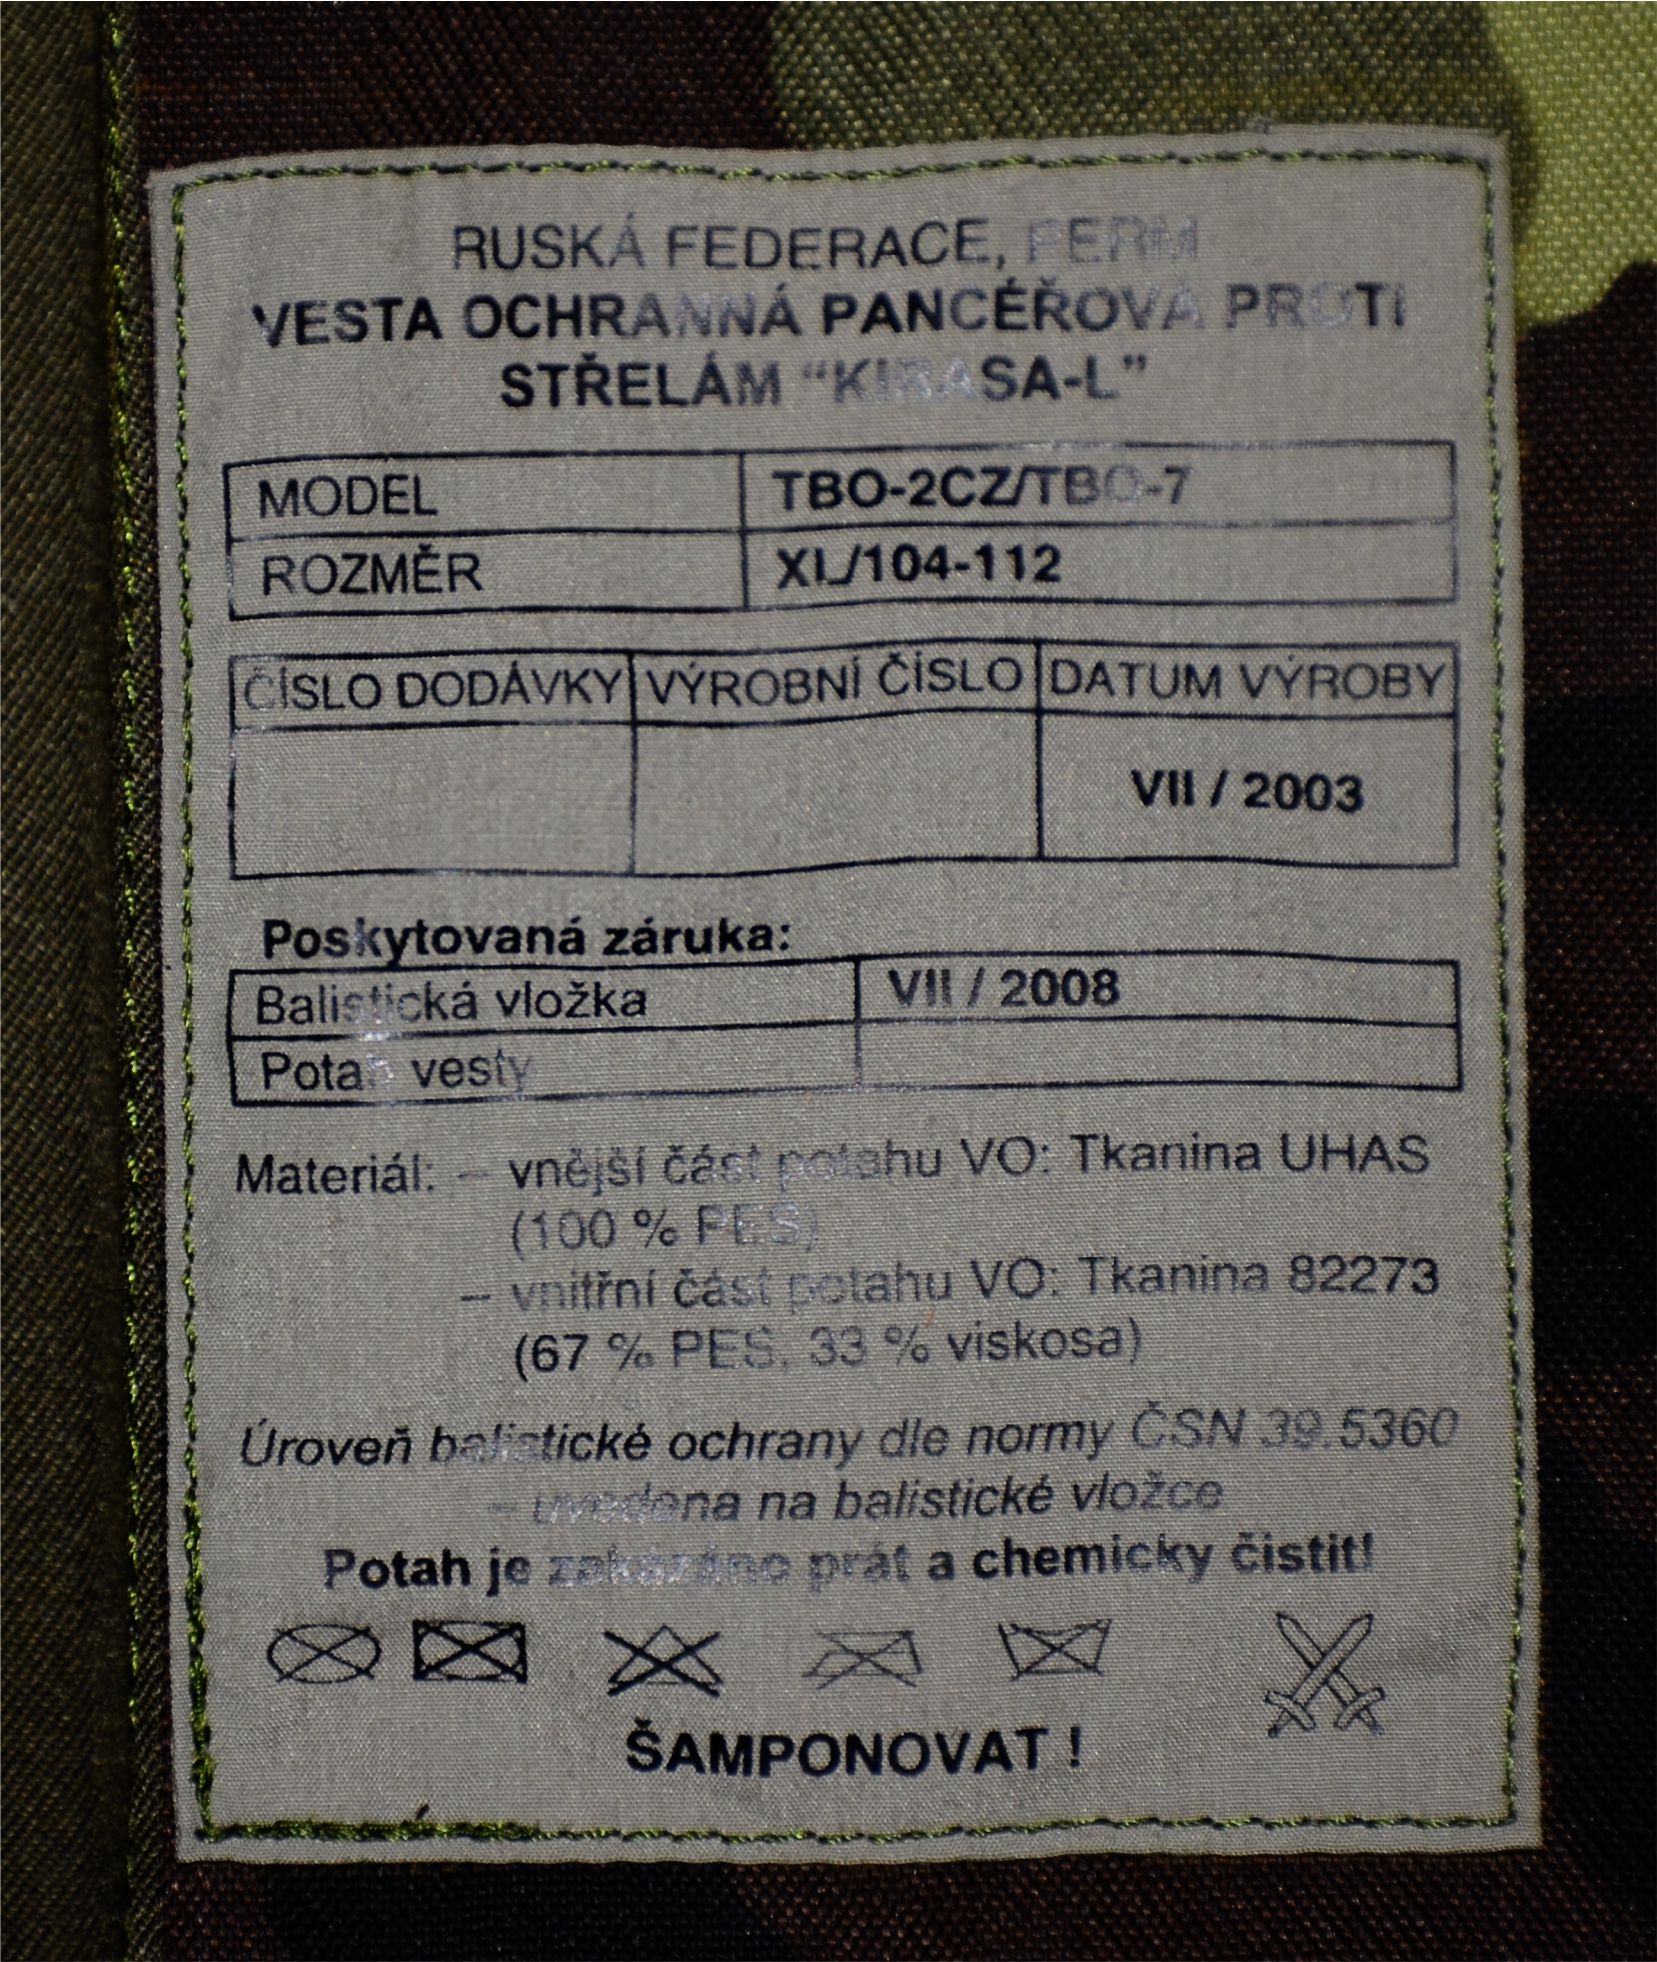 RUSKÁ FEDERACE, PERM
VESTA OCHRANNÁ PANCÉŘOVÁ PROTI
STŘELÁM “KIRASA-L”
MODEL TBO-2CZ/TBO-7
ROZMĚR XL/104-112
ČÍSLO DODÁVKY VÝROBNÍ ČÍSLO DATUM VÝROBY
VII / 2003
Poskytovaná záruka:
Balistická vložka VII / 2008
Potah vesty
Materiál: – vnější část potahu VO: Tkanina UHAS
(100 % PES)
– vnitřní část potahu VO: Tkanina 82273
(67 % PES, 33 % viskosa)
Úroveň balistické ochrany dle normy ČSN 39.5360
– uvedena na balistické vložce
Potah je zakázáno prát a chemicky čistit!
ŠAMPONOVAT !